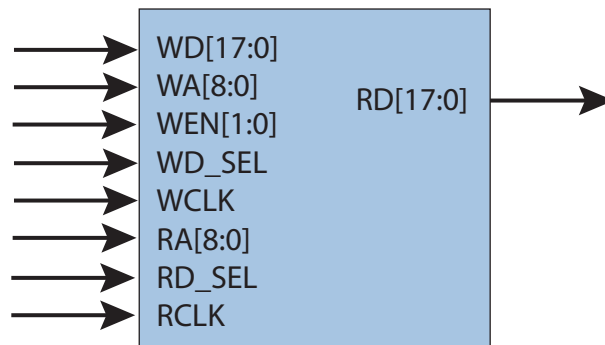 WD[17:0]
WA[8:0]
RD[17:0]
WEN[1:0]
WD_SEL
WCLK
RA[8:0]
RD_SEL
RCLK